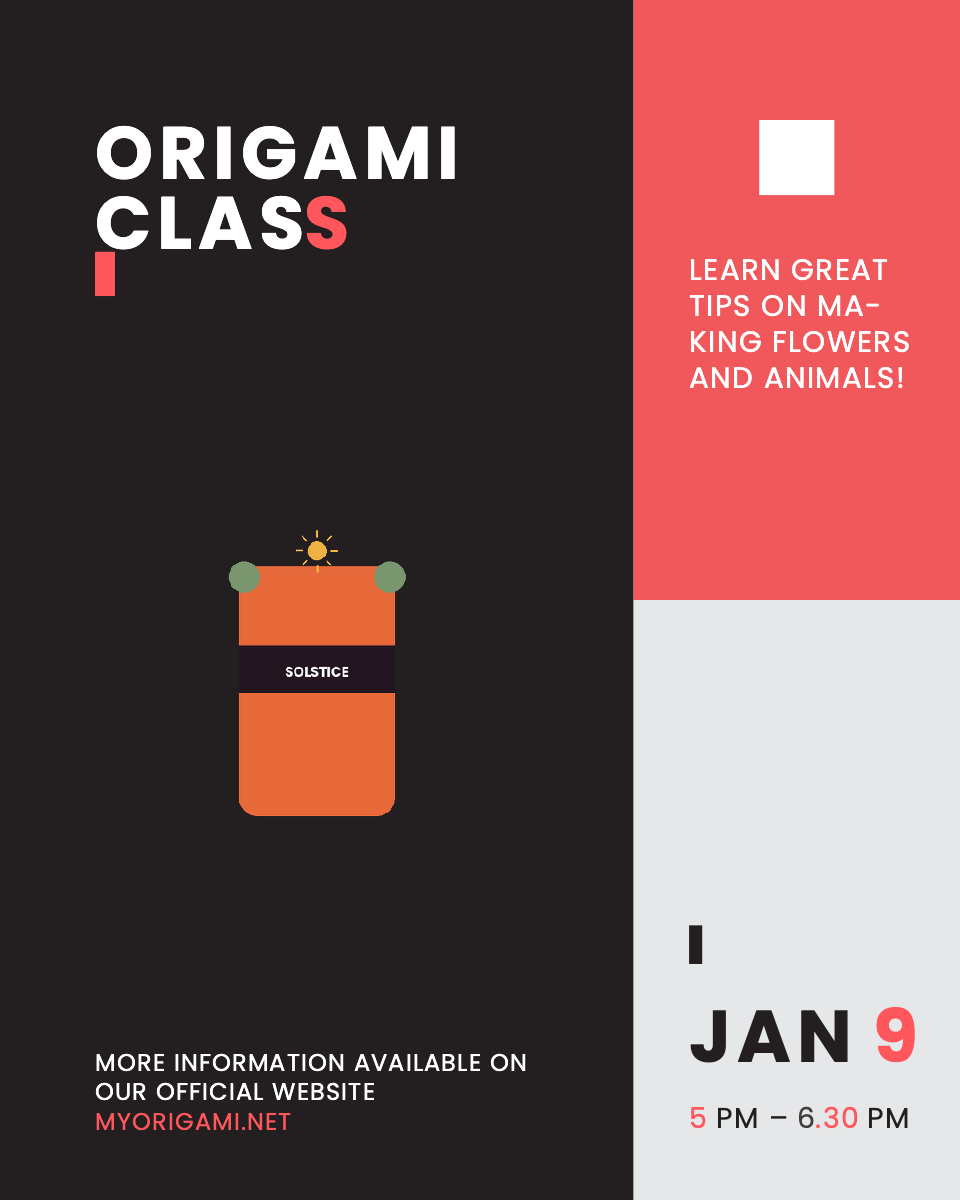 ORIGAMI
CLASS
LEARN GREAT
TIPS ON MA-
KING FLOWERS
AND ANIMALS!
SOLSTICE
MORE INFORMATION AVAILABLE ON
OUR OFFICIAL WEBSITE
MYORIGAMI.NET
JAN 9
5 PM – 6.30 PM